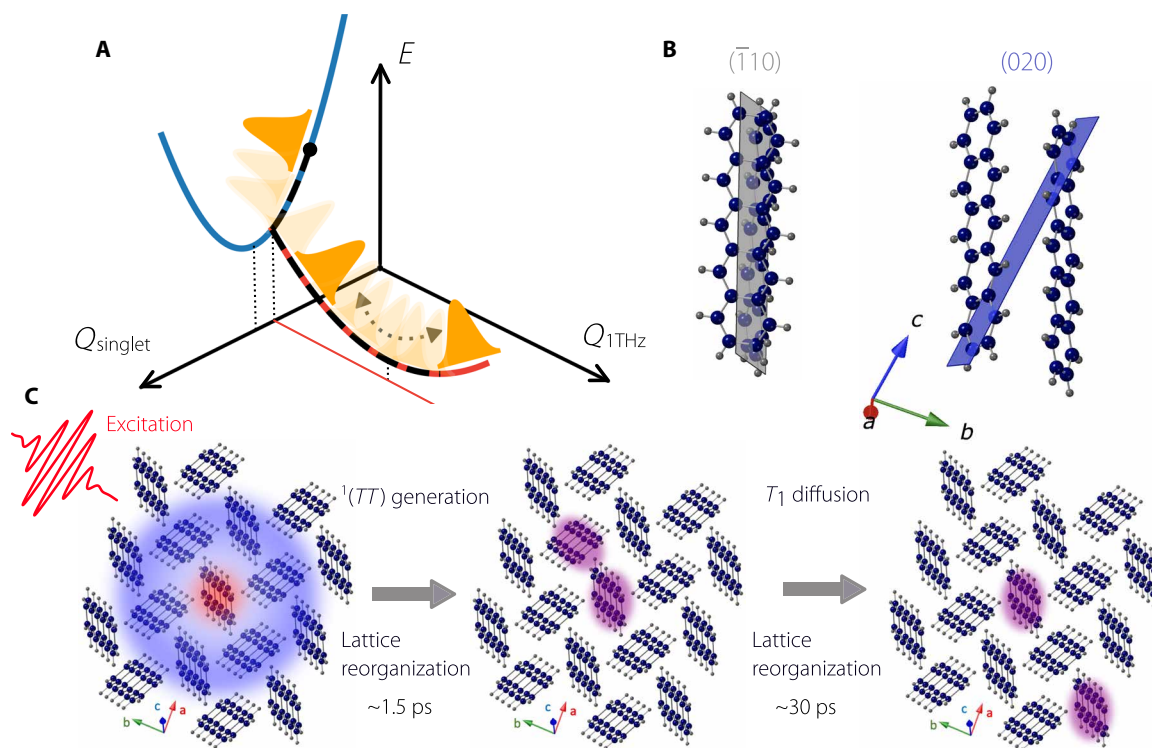 A
E
B
(1̅10)
(020)
Q_singlet
Q_1THz
c
a
b
C
Excitation
¹(TT) generation
T₁ diffusion
Lattice
reorganization
~1.5 ps
Lattice
reorganization
~30 ps
c
a
b
c
a
b
c
a
b